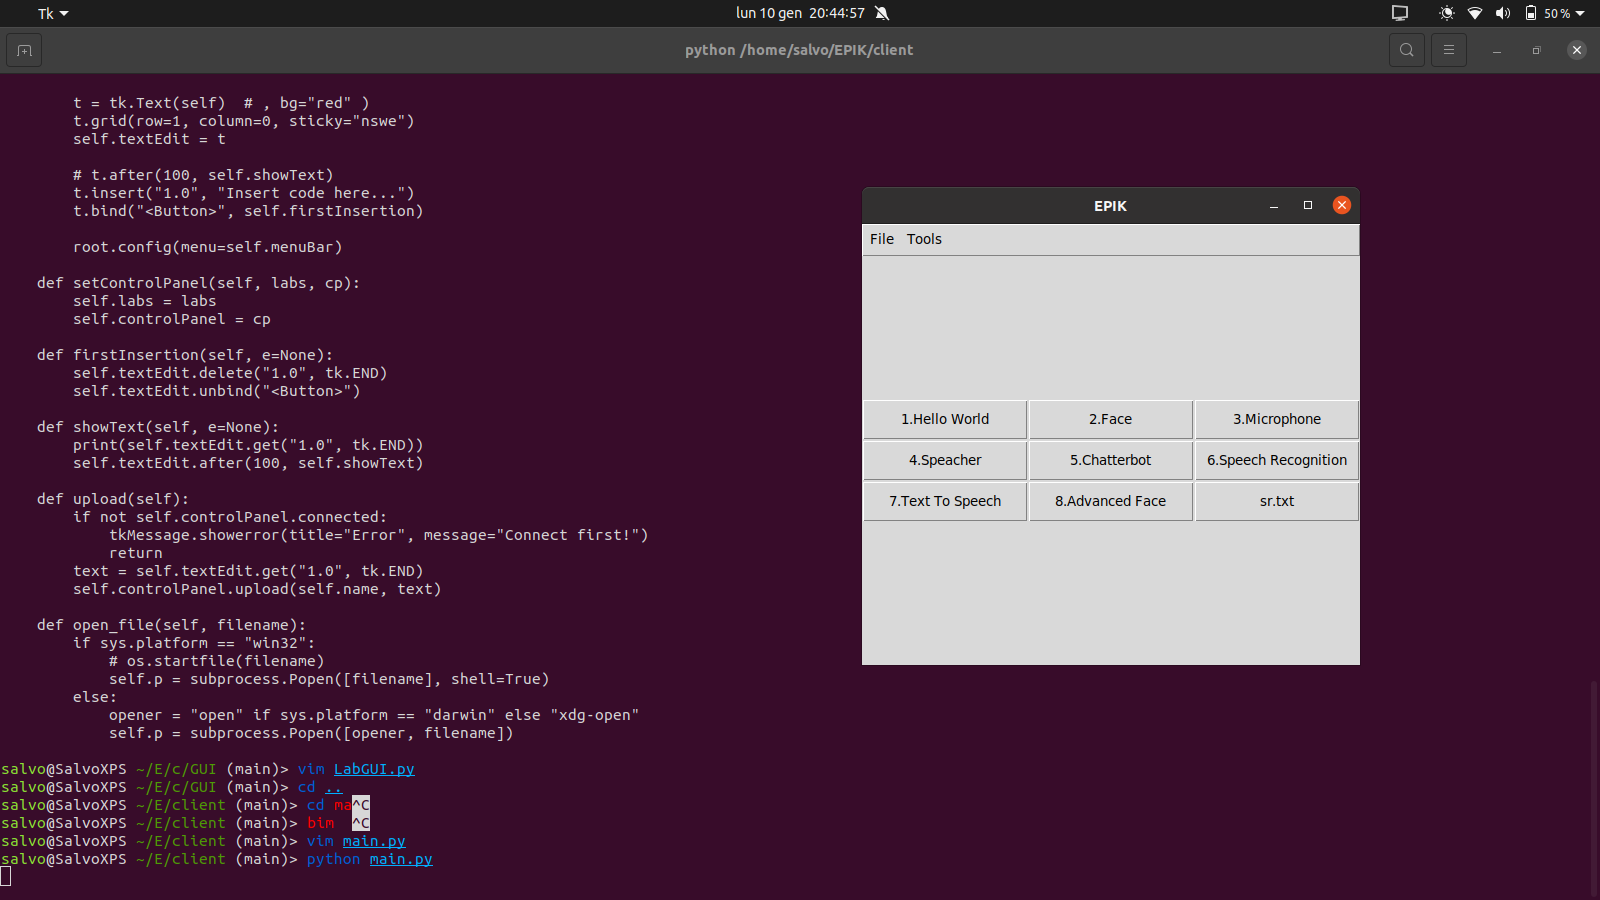 Tk
lun 10 gen 20:44:57
50 %
python /home/salvo/EPIK/client
t = tk.Text(self)  # , bg="red" )
t.grid(row=1, column=0, sticky="nswe")
self.textEdit = t
# t.after(100, self.showText)
t.insert("1.0", "Insert code here...")
t.bind("<Button>", self.firstInsertion)
root.config(menu=self.menuBar)
def setControlPanel(self, labs, cp):
self.labs = labs
self.controlPanel = cp
def firstInsertion(self, e=None):
self.textEdit.delete("1.0", tk.END)
self.textEdit.unbind("<Button>")
def showText(self, e=None):
print(self.textEdit.get("1.0", tk.END))
self.textEdit.after(100, self.showText)
def upload(self):
if not self.controlPanel.connected:
tkMessage.showerror(title="Error", message="Connect first!")
return
text = self.textEdit.get("1.0", tk.END)
self.controlPanel.upload(self.name, text)
def open_file(self, filename):
if sys.platform == "win32":
# os.startfile(filename)
self.p = subprocess.Popen([filename], shell=True)
else:
opener = "open" if sys.platform == "darwin" else "xdg-open"
self.p = subprocess.Popen([opener, filename])
salvo@SalvoXPS ~/E/c/GUI (main)> vim LabGUI.py
salvo@SalvoXPS ~/E/c/GUI (main)> cd ..
salvo@SalvoXPS ~/E/client (main)> cd ma^C
salvo@SalvoXPS ~/E/client (main)> bim  ^C
salvo@SalvoXPS ~/E/client (main)> vim main.py
salvo@SalvoXPS ~/E/client (main)> python main.py
EPIK
File Tools
1.Hello World 2.Face 3.Microphone
4.Speacher 5.Chatterbot 6.Speech Recognition
7.Text To Speech 8.Advanced Face sr.txt